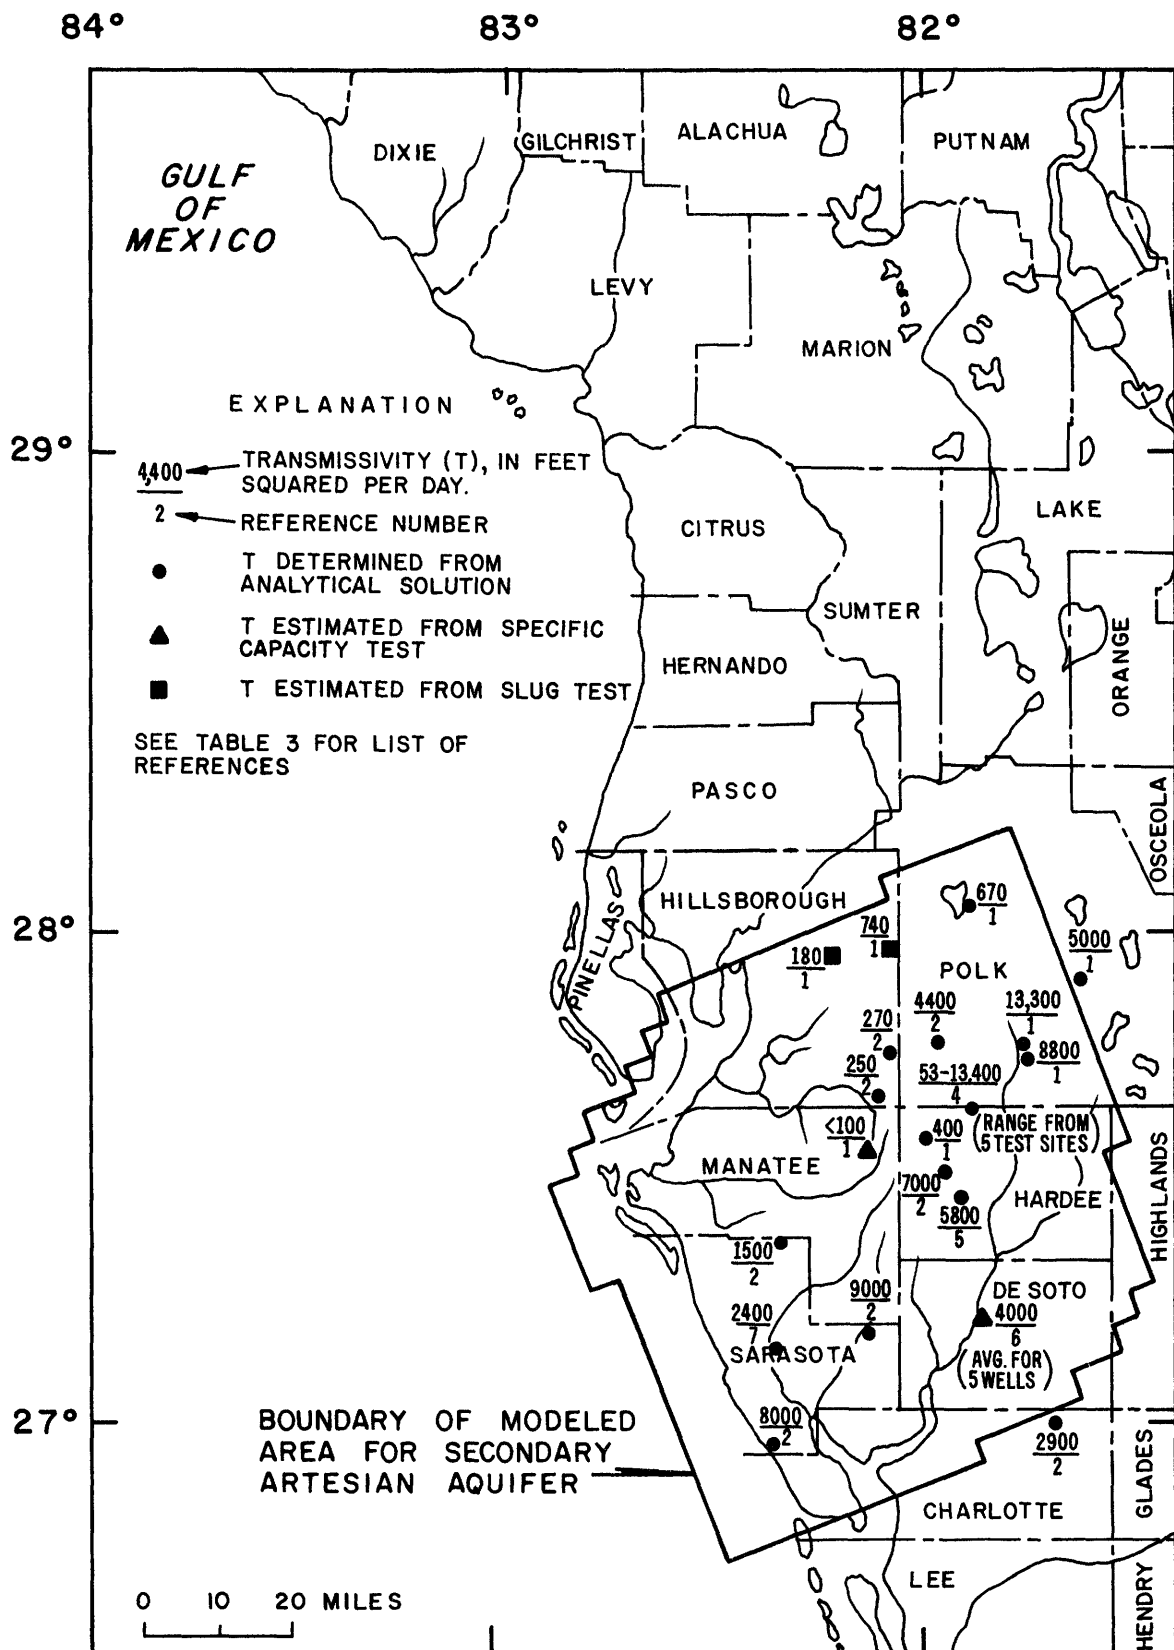 84° 83° 82°
DIXIE
GILCHRIST
ALACHUA
PUTNAM
GULF
OF
MEXICO
LEVY
MARION
EXPLANATION
29°
4,400
2
TRANSMISSIVITY (T), IN FEET
SQUARED PER DAY.
REFERENCE NUMBER
T DETERMINED FROM
ANALYTICAL SOLUTION
T ESTIMATED FROM SPECIFIC
CAPACITY TEST
T ESTIMATED FROM SLUG TEST
SEE TABLE 3 FOR LIST OF
REFERENCES
CITRUS
LAKE
SUMTER
HERNANDO
ORANGE
PASCO
OSCEOLA
HILLSBOROUGH
PINELLAS
28°
670
1
740
1
180
1
5000
1
POLK
4400
2
13,300
1
8800
1
270
2
250
2
53-13,400
4
(RANGE FROM
5 TEST SITES)
<100
1
400
1
MANATEE
7000
2
5800
5
HARDEE
HIGHLANDS
1500
2
9000
2
DE SOTO
4000
6
(AVG. FOR
5 WELLS)
2400
7
SARASOTA
27°
8000
2
2900
2
BOUNDARY OF MODELED
AREA FOR SECONDARY
ARTESIAN AQUIFER
GLADES
CHARLOTTE
LEE
HENDRY
0 10 20 MILES